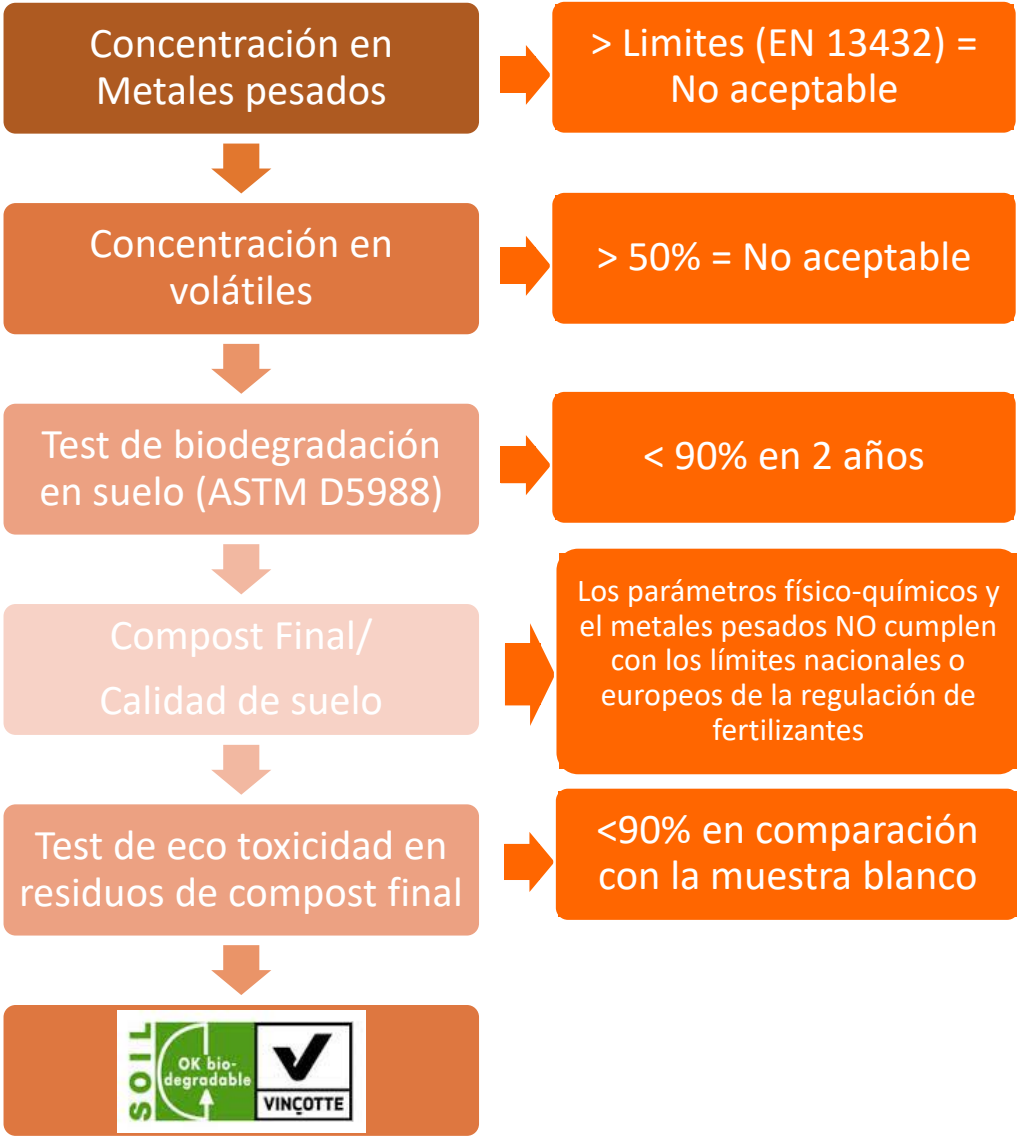 Concentración en
Metales pesados
> Limites (EN 13432) =
No aceptable
Concentración en
volátiles
> 50% = No aceptable
Test de biodegradación
en suelo (ASTM D5988)
< 90% en 2 años
Compost Final/
Calidad de suelo
Los parámetros físico-químicos y
el metales pesados NO cumplen
con los límites nacionales o
europeos de la regulación de
fertilizantes
Test de eco toxicidad en
residuos de compost final
<90% en comparación
con la muestra blanco
SOIL
OK bio-
degradable
VINÇOTTE